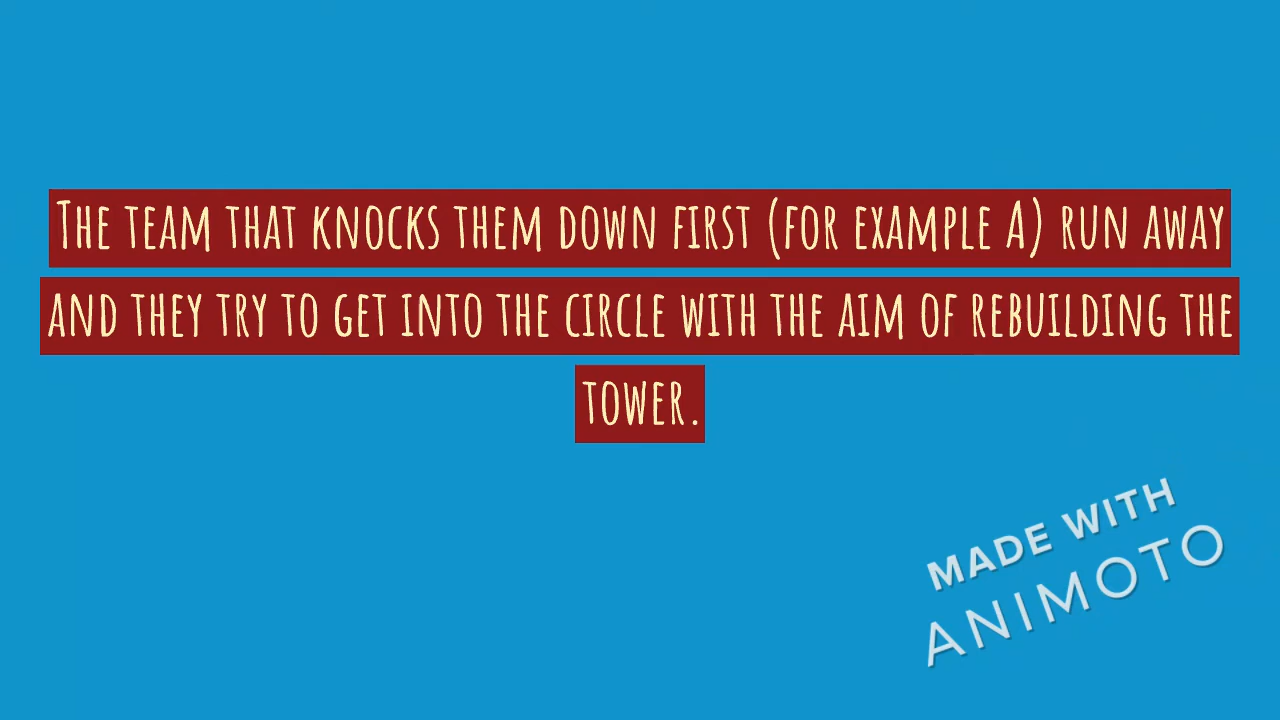 The team that knocks them down first (for example A) run away
and they try to get into the circle with the aim of rebuilding the
tower.
MADE WITH
ANIMOTO